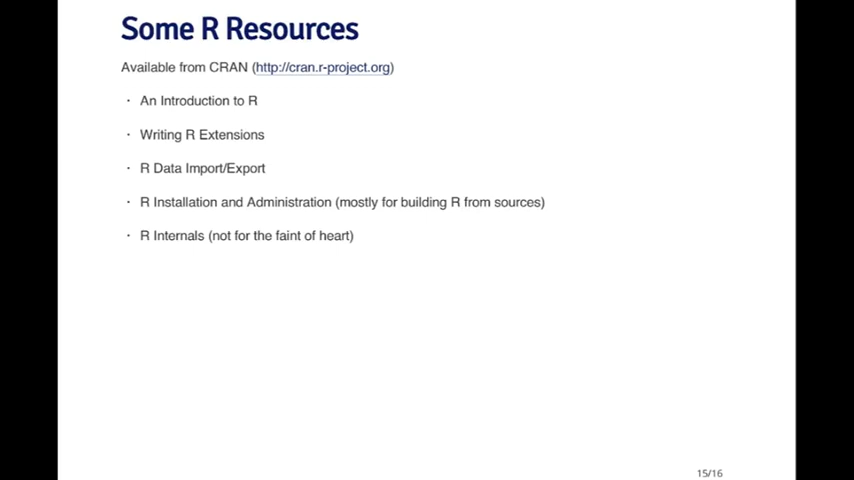 Some R Resources
Available from CRAN (http://cran.r-project.org)
· An Introduction to R
· Writing R Extensions
· R Data Import/Export
· R Installation and Administration (mostly for building R from sources)
· R Internals (not for the faint of heart)
15/16